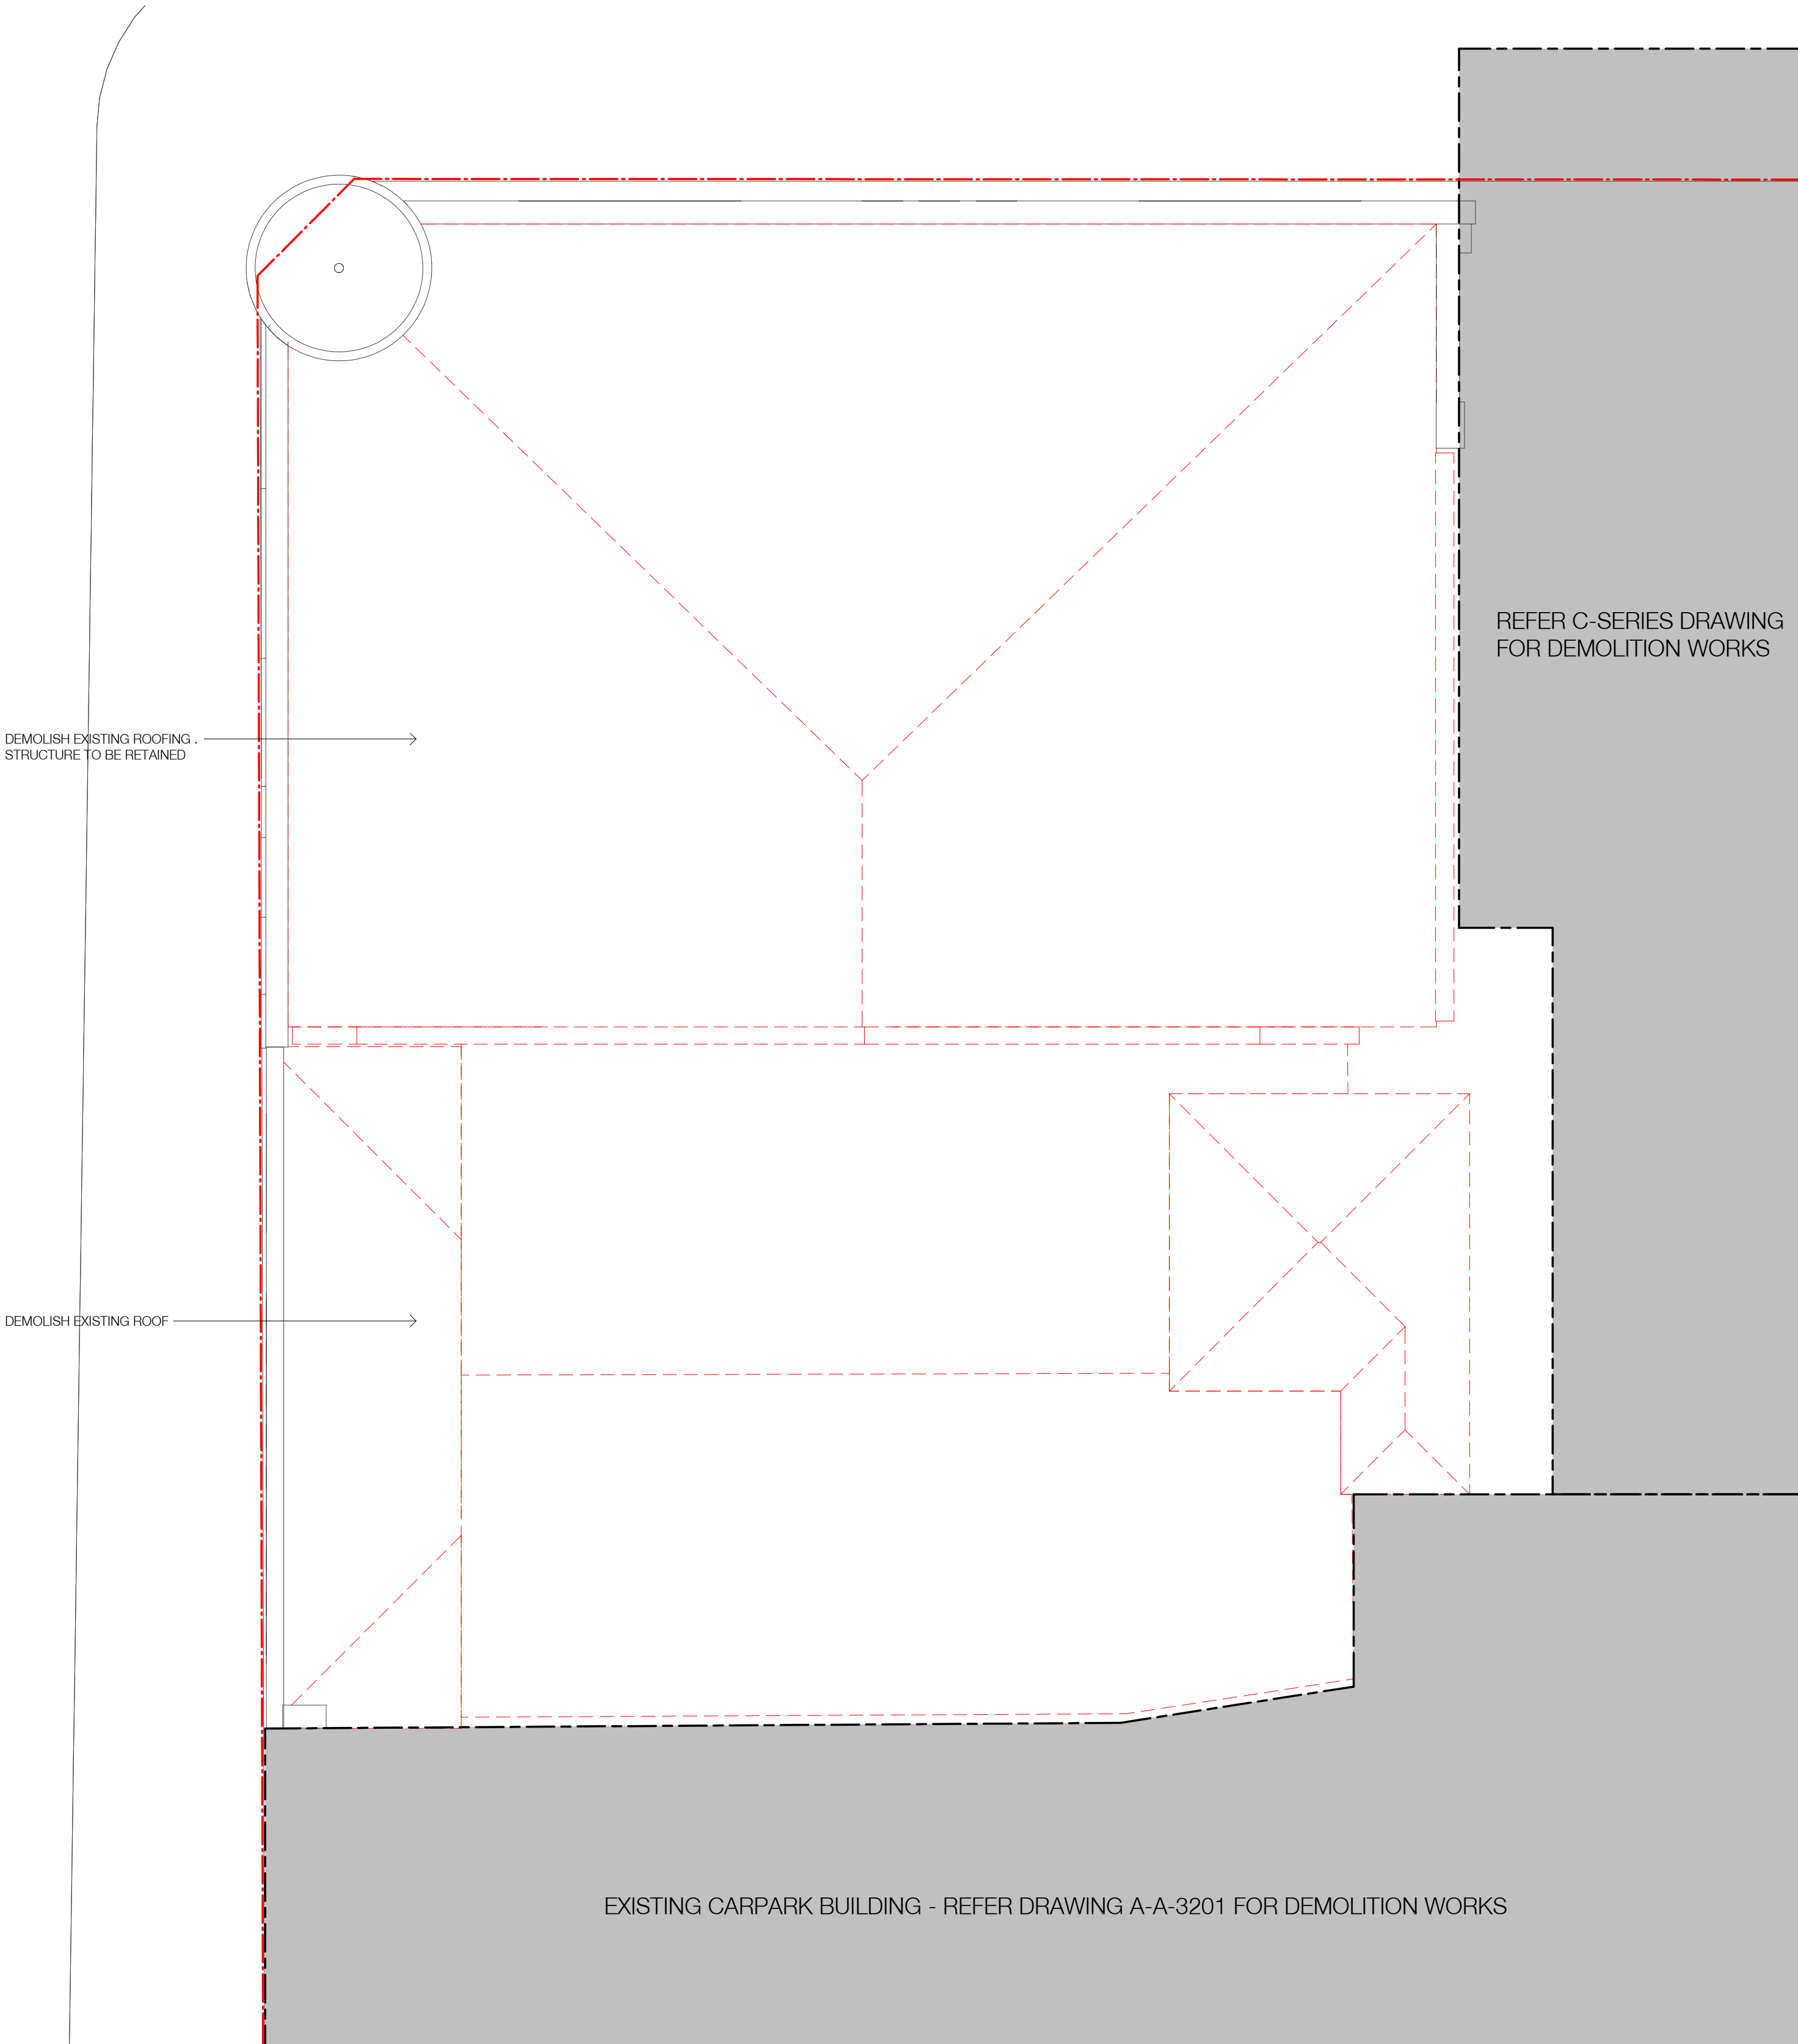 REFER C-SERIES DRAWING
FOR DEMOLITION WORKS
DEMOLISH EXISTING ROOFING .
STRUCTURE TO BE RETAINED
DEMOLISH EXISTING ROOF
EXISTING CARPARK BUILDING - REFER DRAWING A-A-3201 FOR DEMOLITION WORKS